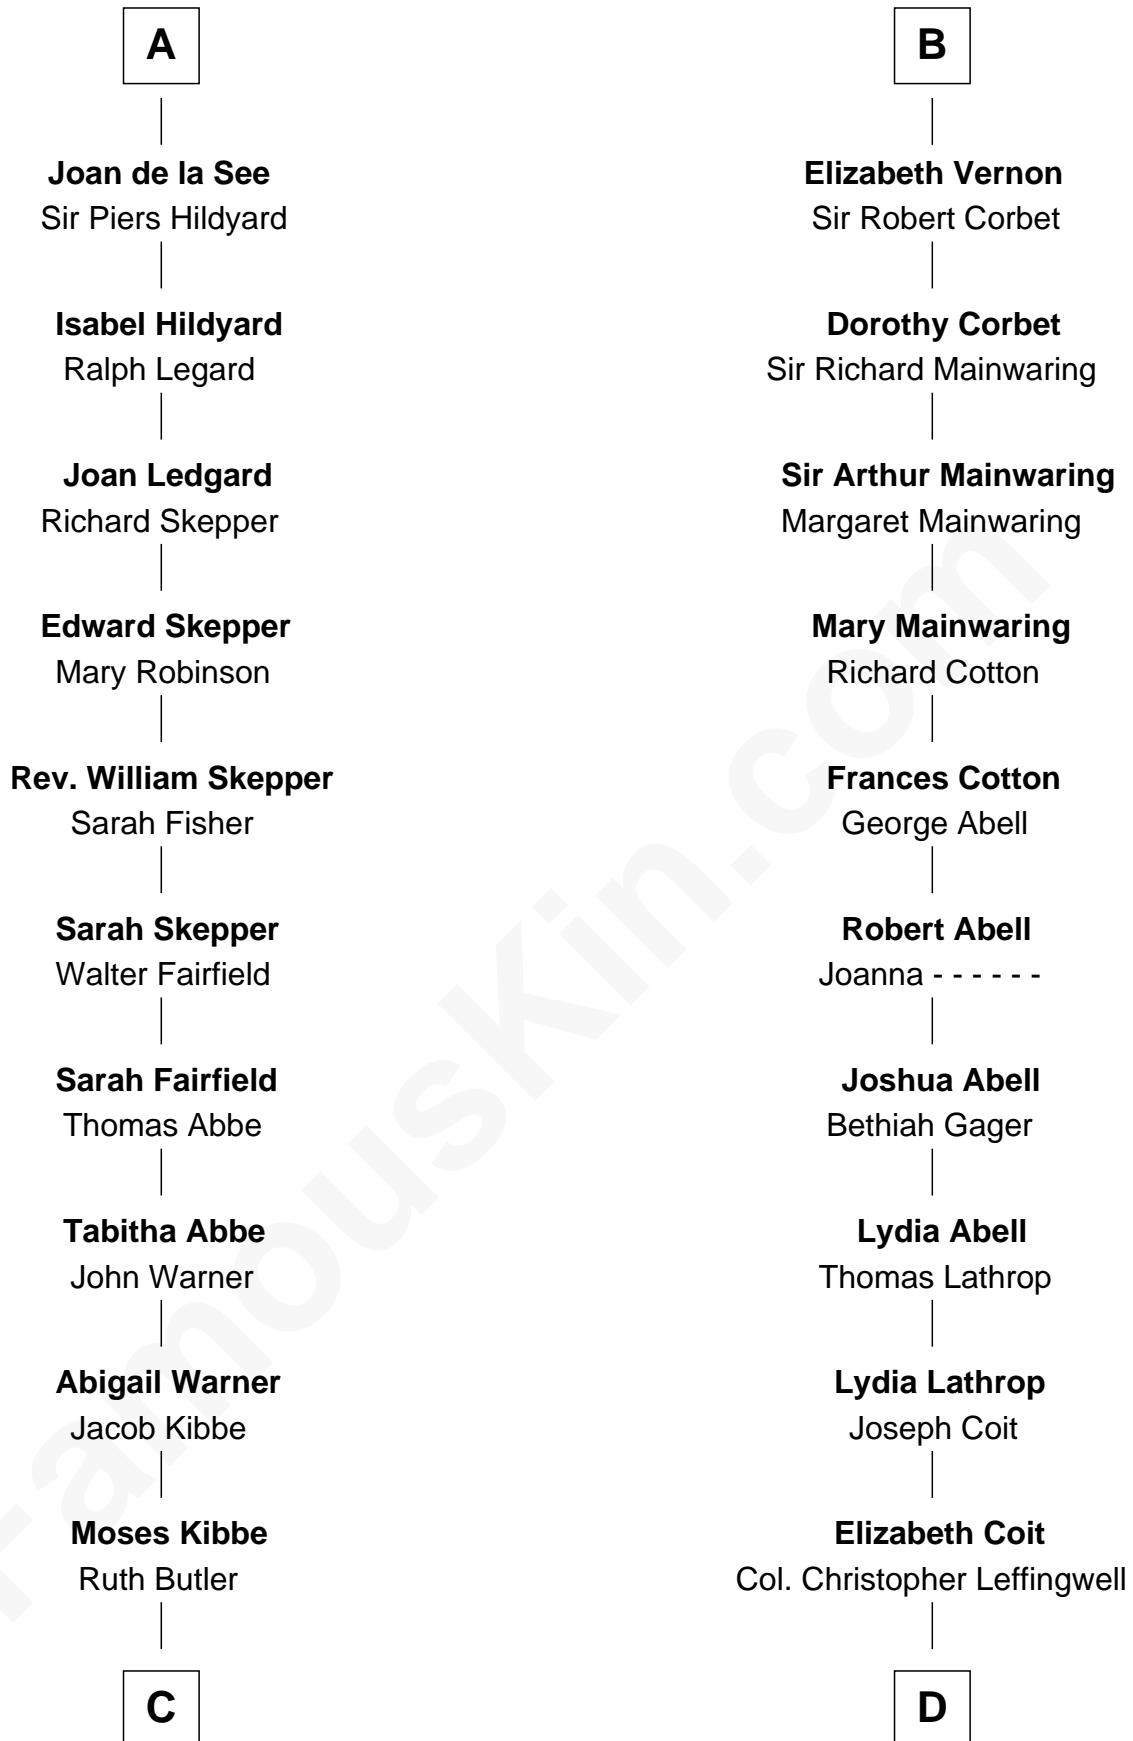 A
Joan de la See
Sir Piers Hildyard
Isabel Hildyard
Ralph Legard
Joan Ledgard
Richard Skepper
Edward Skepper
Mary Robinson
Rev. William Skepper
Sarah Fisher
Sarah Skepper
Walter Fairfield
Sarah Fairfield
Thomas Abbe
Tabitha Abbe
John Warner
Abigail Warner
Jacob Kibbe
Moses Kibbe
Ruth Butler
C
B
Elizabeth Vernon
Sir Robert Corbet
Dorothy Corbet
Sir Richard Mainwaring
Sir Arthur Mainwaring
Margaret Mainwaring
Mary Mainwaring
Richard Cotton
Frances Cotton
George Abell
Robert Abell
Joanna - - - - - -
Joshua Abell
Bethiah Gager
Lydia Abell
Thomas Lathrop
Lydia Lathrop
Joseph Coit
Elizabeth Coit
Col. Christopher Leffingwell
D
FamousKin.com